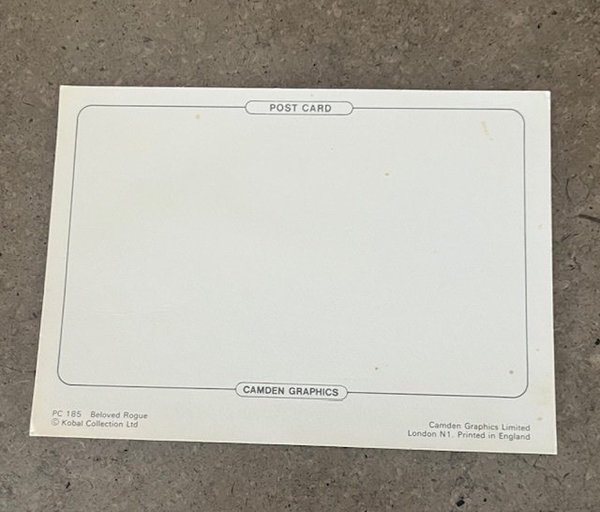 POST CARD
CAMDEN GRAPHICS
PC 185 Beloved Rogue
© Kobal Collection Ltd
Camden Graphics Limited
London N1. Printed in England